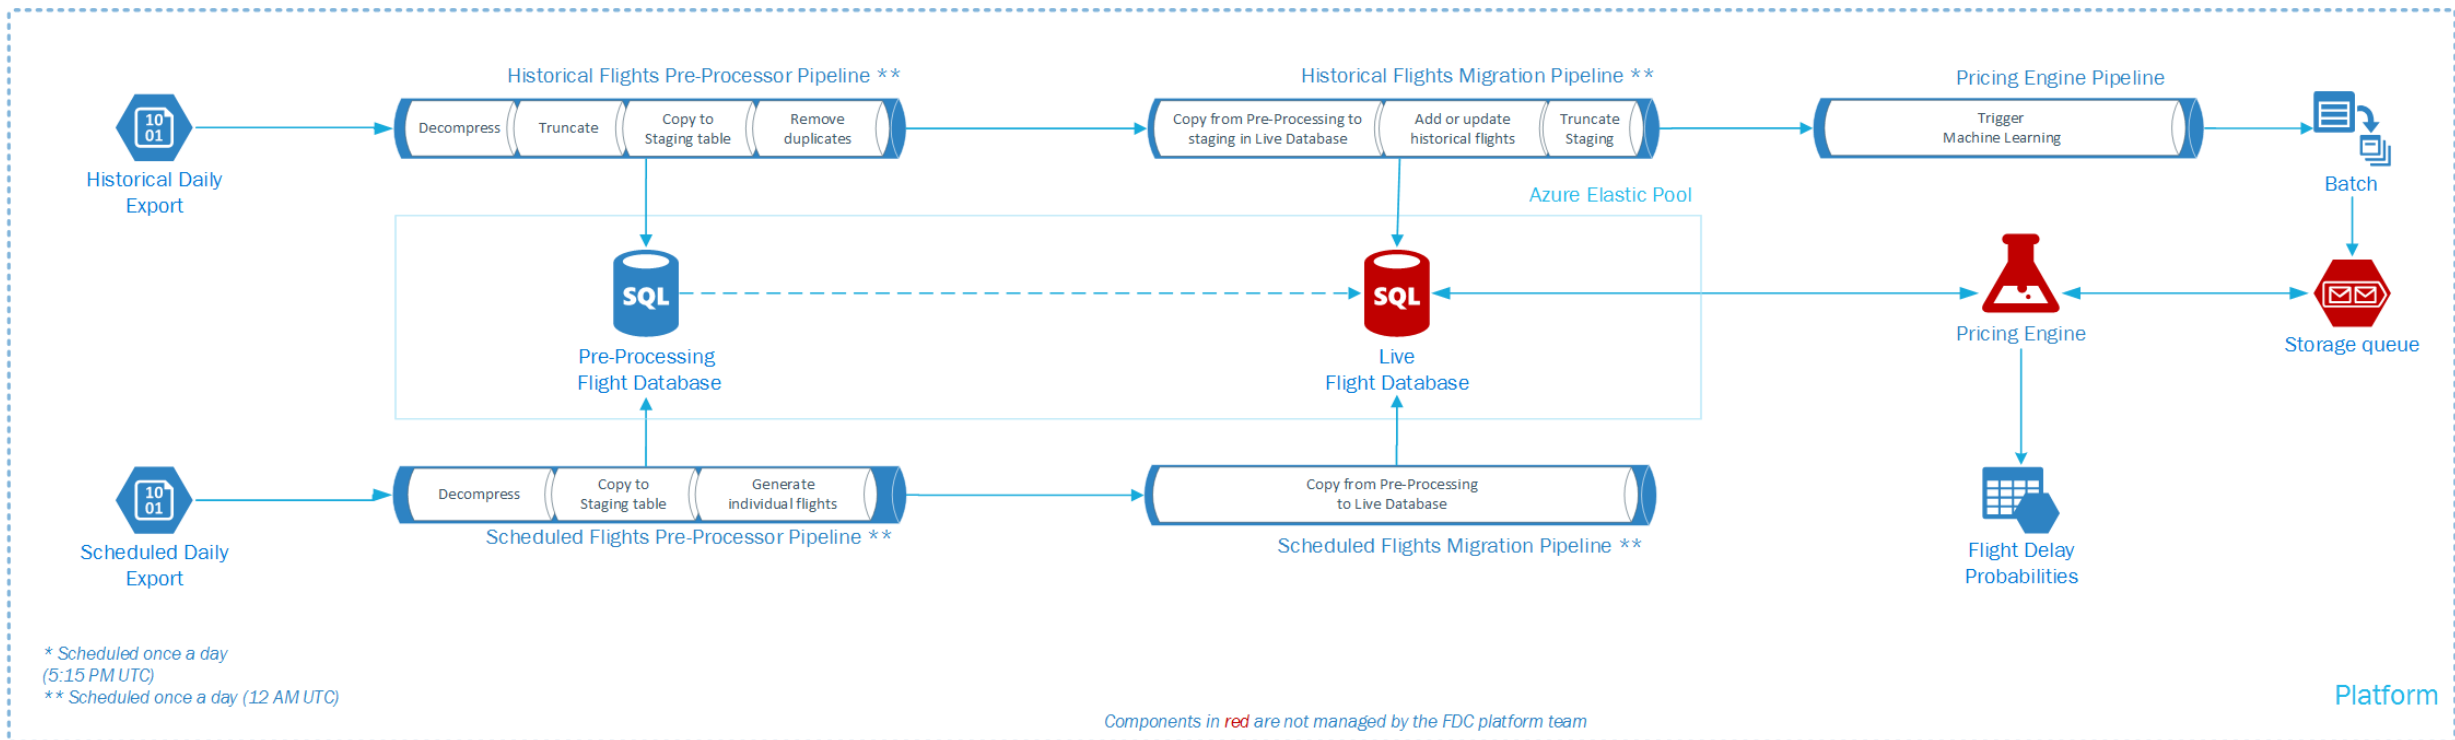 Historical Flights Pre-Processor Pipeline **
Historical Flights Migration Pipeline **
Pricing Engine Pipeline
10
01
Historical Daily
Export
Decompress
Truncate
Copy to
Staging table
Remove
duplicates
Copy from Pre-Processing to
staging in Live Database
Add or update
historical flights
Truncate
Staging
Trigger
Machine Learning
Batch
Azure Elastic Pool
SQL
Pre-Processing
Flight Database
SQL
Live
Flight Database
Pricing Engine
Storage queue
10
01
Scheduled Daily
Export
Decompress
Copy to
Staging table
Generate
individual flights
Scheduled Flights Pre-Processor Pipeline **
Copy from Pre-Processing
to Live Database
Scheduled Flights Migration Pipeline **
Flight Delay
Probabilities
* Scheduled once a day
(5:15 PM UTC)
** Scheduled once a day (12 AM UTC)
Components in red are not managed by the FDC platform team
Platform